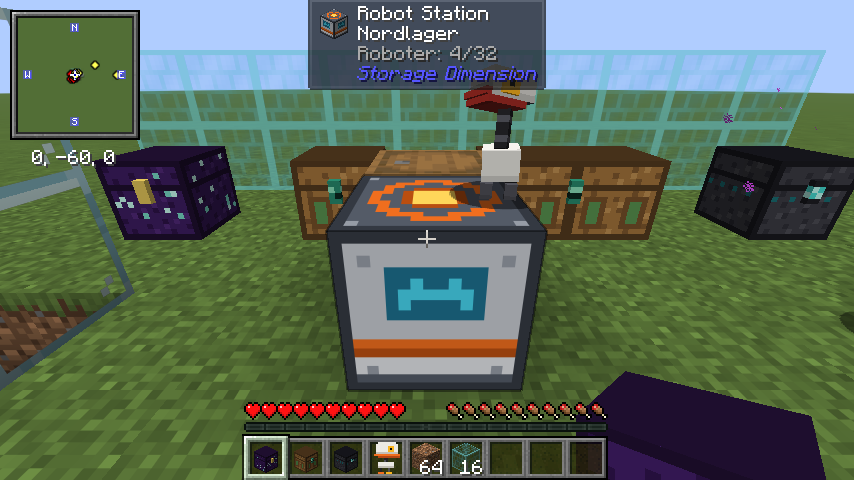 Robot Station
Nordlager
Roboter: 4/32
Storage Dimension
N
W
E
S
0, -60, 0
64
16